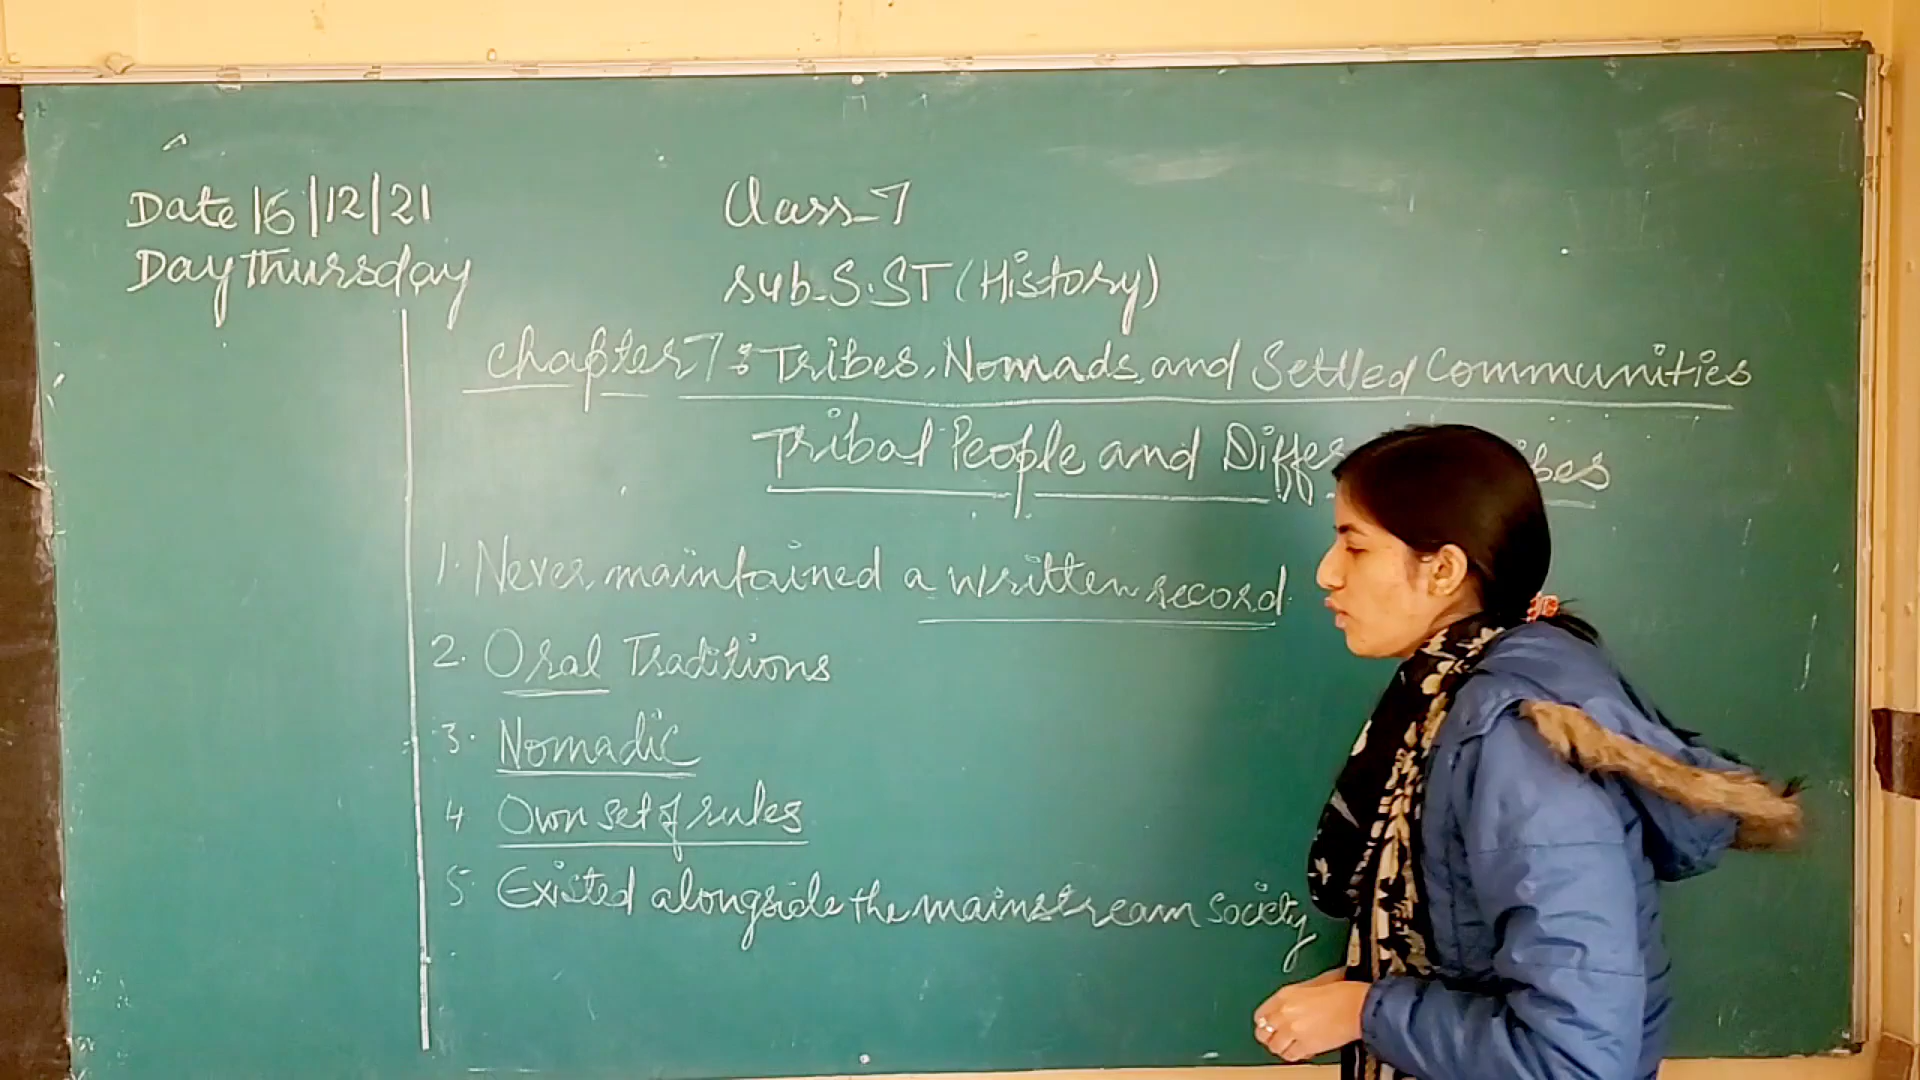 Date 16/12/21
Class-7
Day Thursday
sub-S.ST (History)
Chapter 7: Tribes, Nomads and Settled Communities
Tribal People and
1. Never maintained a written record.
2. Oral Traditions
3. Nomadic
4 Own set of rules
5. Existed alongside the mainstream society